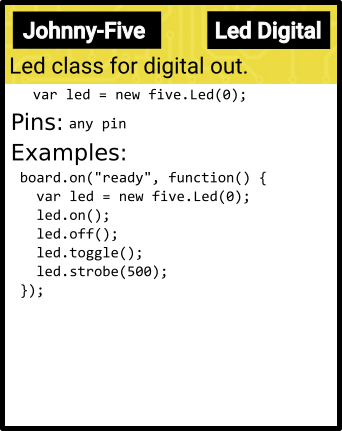 Johnny-Five Led Digital
Led class for digital out.
var led = new five.Led(0);
Pins: any pin
Examples:
board.on("ready", function() {
  var led = new five.Led(0);
  led.on();
  led.off();
  led.toggle();
  led.strobe(500);
});